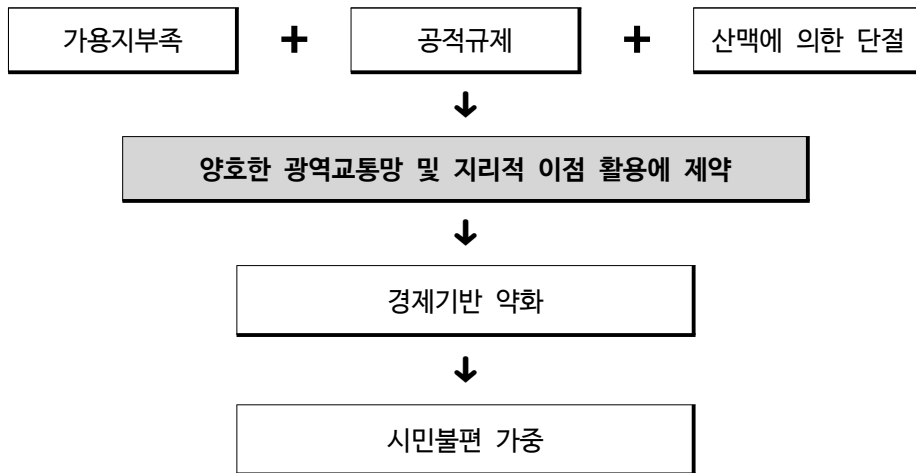 가용지부족 + 공적규제 + 산맥에 의한 단절
양호한 광역교통망 및 지리적 이점 활용에 제약
경제기반 약화
시민불편 가중